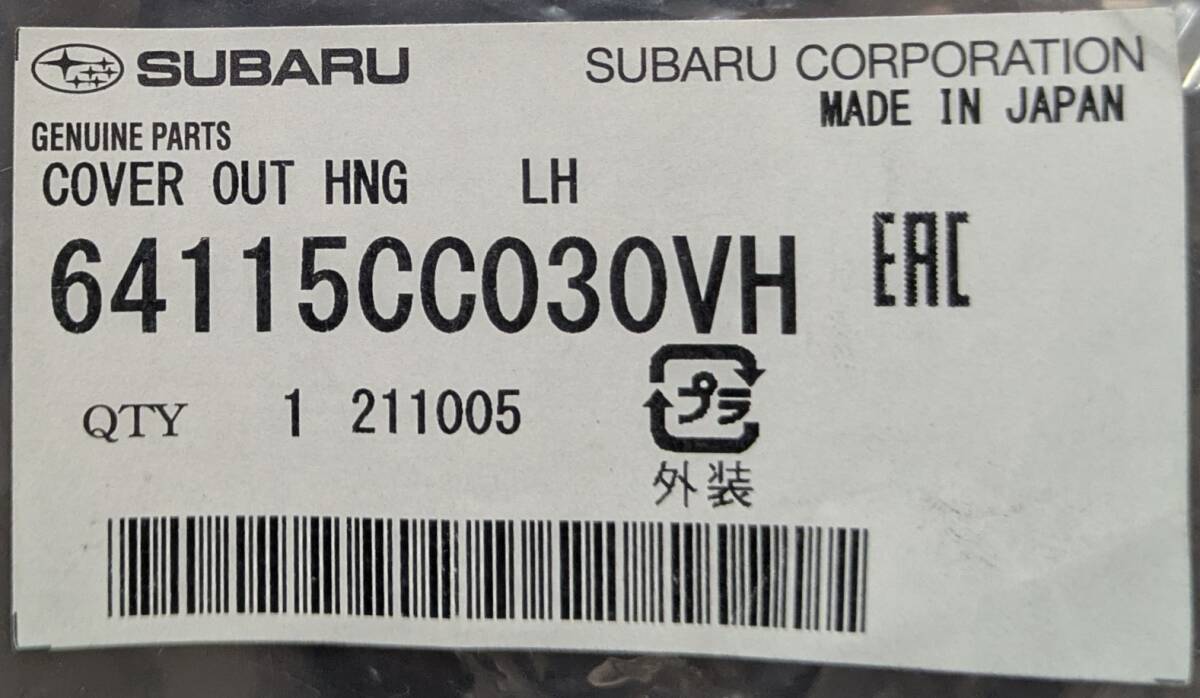 SUBARU
SUBARU CORPORATION
MADE IN JAPAN
GENUINE PARTS
COVER OUT HNG LH
64115CC030VH
EAC
QTY 1 211005
プラ
外装